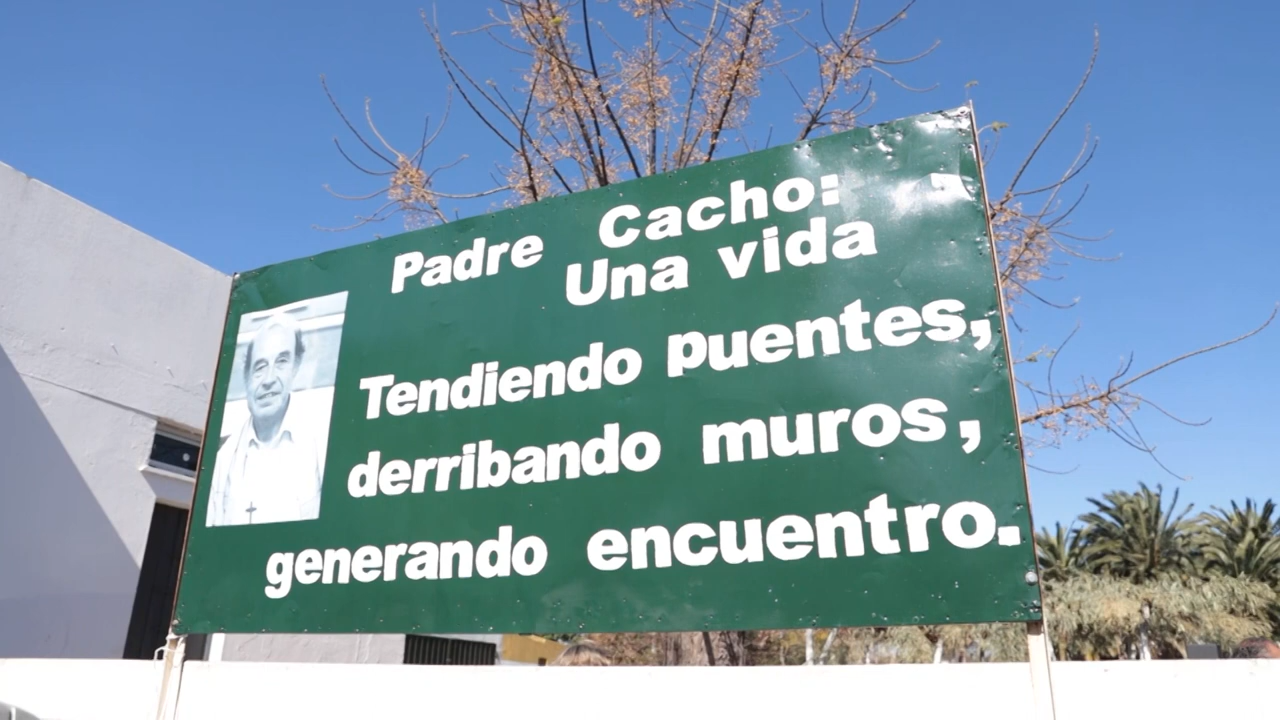 Padre Cacho:
Una vida
Tendiendo puentes,
derribando muros,
generando encuentro.